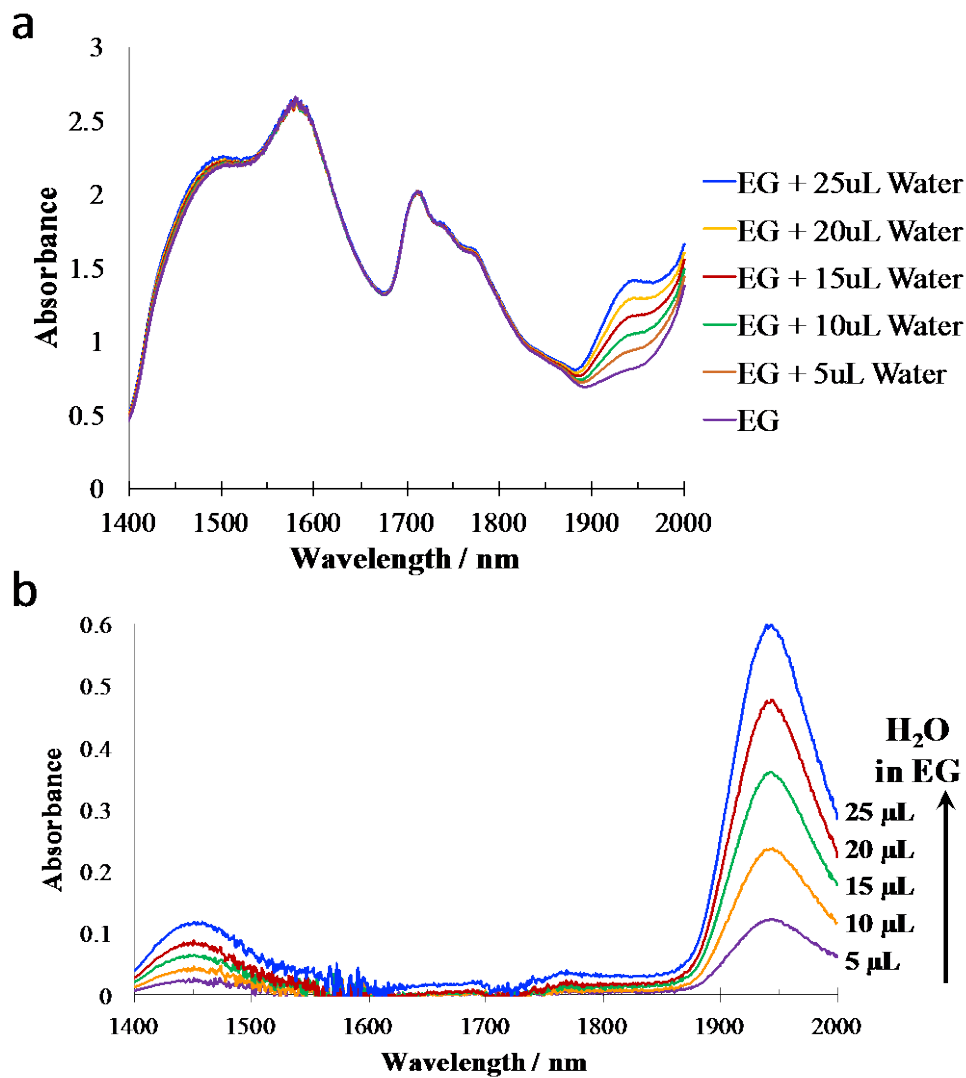 a
3
2.5
2
1.5
1
0.5
0
Absorbance
1400 1500 1600 1700 1800 1900 2000
Wavelength / nm
EG + 25uL Water
EG + 20uL Water
EG + 15uL Water
EG + 10uL Water
EG + 5uL Water
EG
b
0.6
0.5
0.4
0.3
0.2
0.1
0
Absorbance
1400 1500 1600 1700 1800 1900 2000
Wavelength / nm
H₂O
in EG
25 µL
20 µL
15 µL
10 µL
5 µL